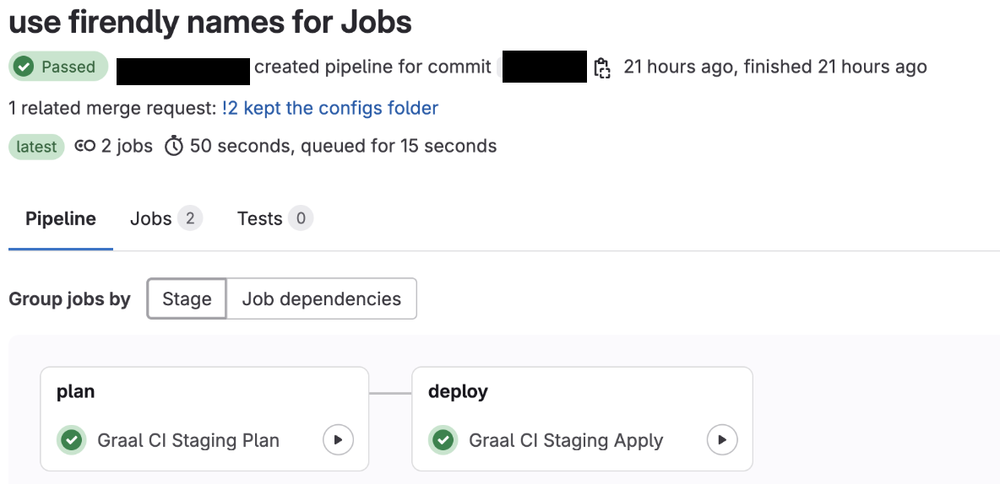 use firendly names for Jobs
Passed created pipeline for commit 21 hours ago, finished 21 hours ago
1 related merge request: !2 kept the configs folder
latest 2 jobs 50 seconds, queued for 15 seconds
Pipeline Jobs 2 Tests 0
Group jobs by Stage Job dependencies
plan deploy
Graal CI Staging Plan Graal CI Staging Apply